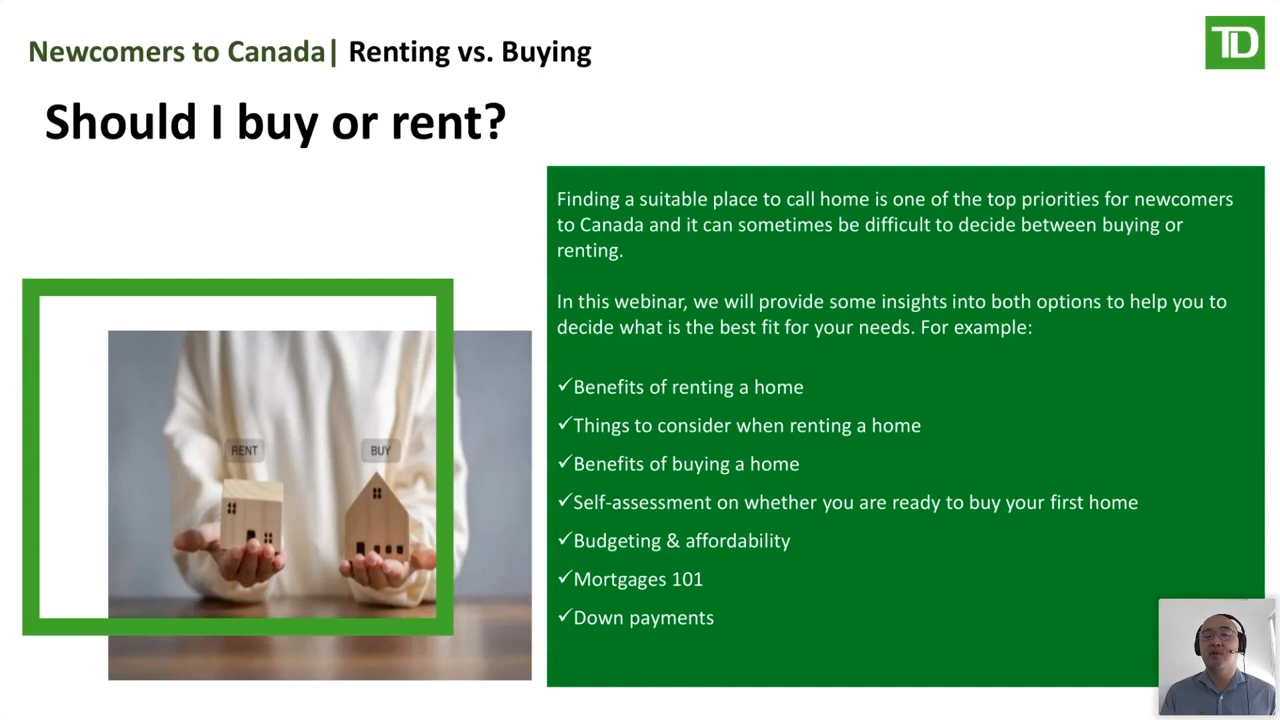 Newcomers to Canada| Renting vs. Buying
TD
Should I buy or rent?
Finding a suitable place to call home is one of the top priorities for newcomers
to Canada and it can sometimes be difficult to decide between buying or
renting.
In this webinar, we will provide some insights into both options to help you to
decide what is the best fit for your needs. For example:
✓Benefits of renting a home
✓Things to consider when renting a home
✓Benefits of buying a home
✓Self-assessment on whether you are ready to buy your first home
✓Budgeting & affordability
✓Mortgages 101
✓Down payments
RENT
BUY